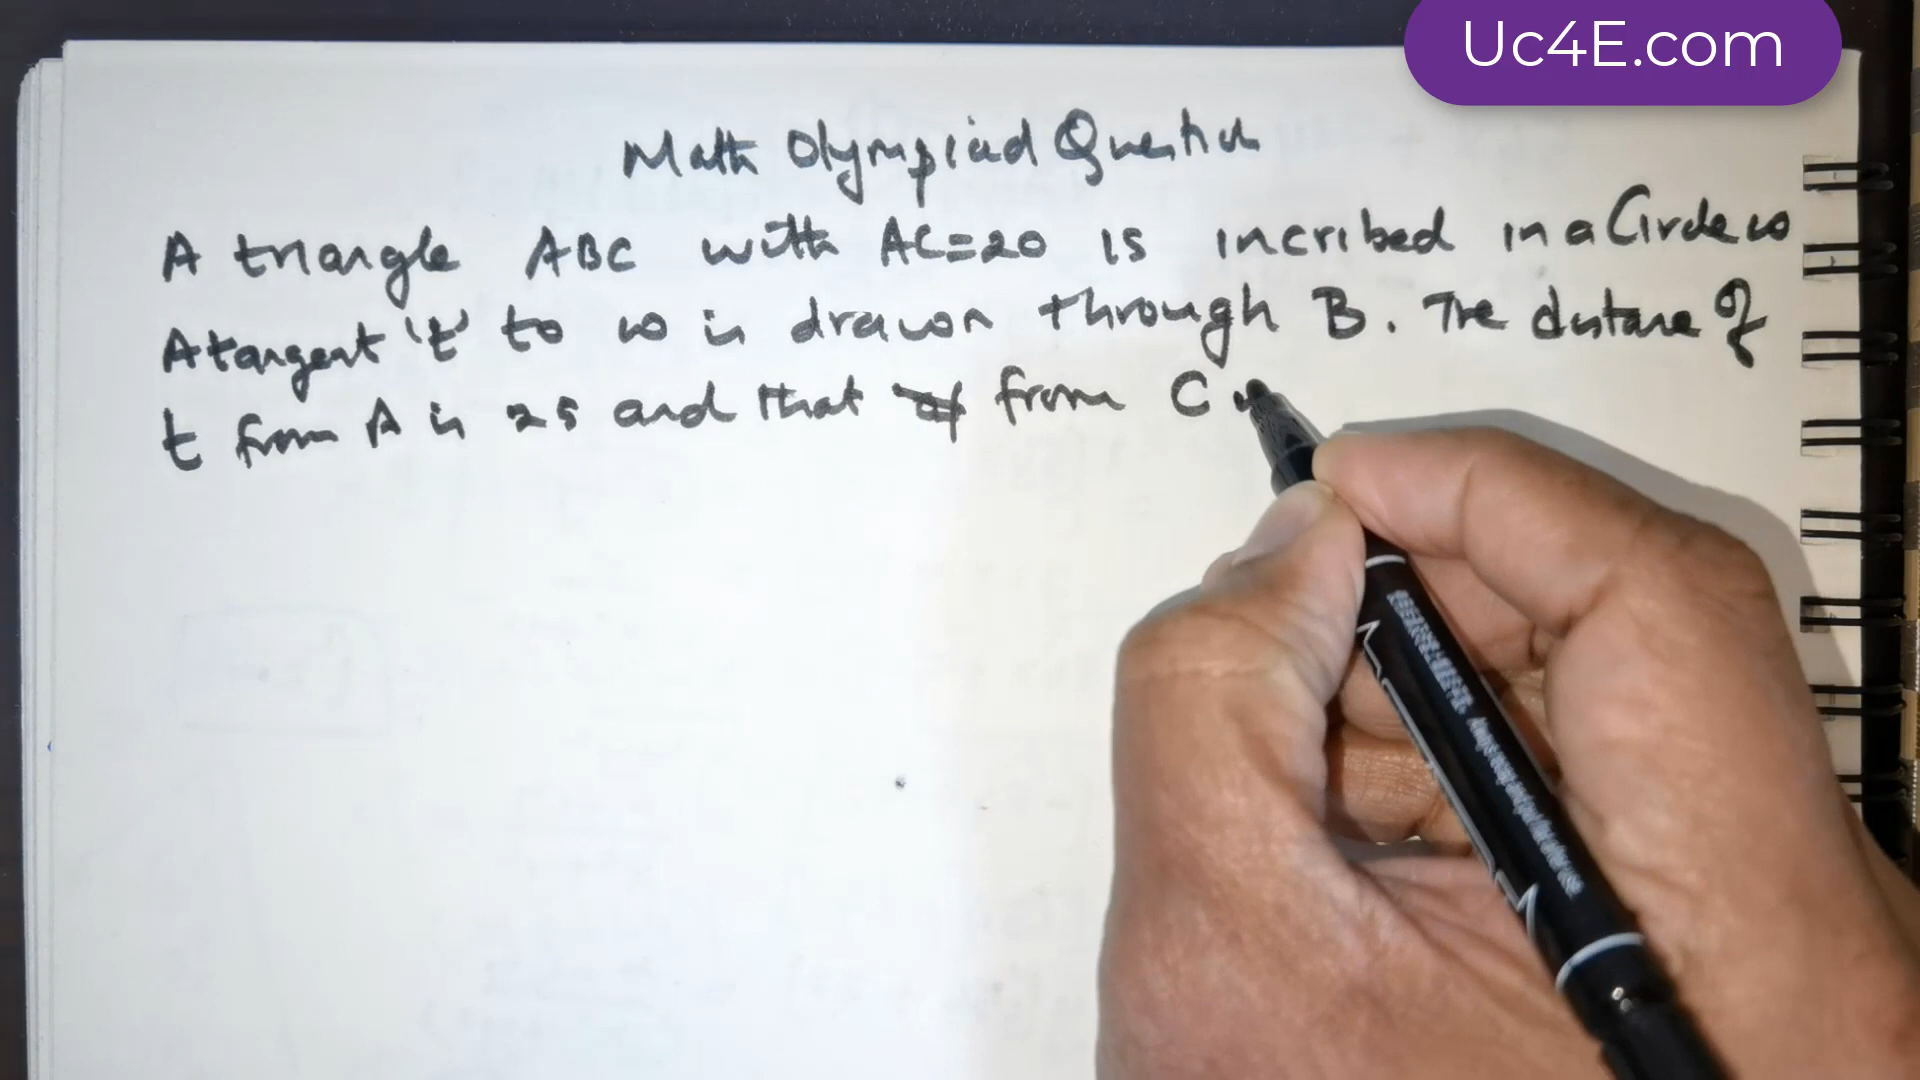 Uc4E.com
Math Olympiad Question
A triangle ABC with AC=20 is incribed in a Circle ω
A tangent 't' to ω is drawn through B. The distance of
t from A is 25 and that from C